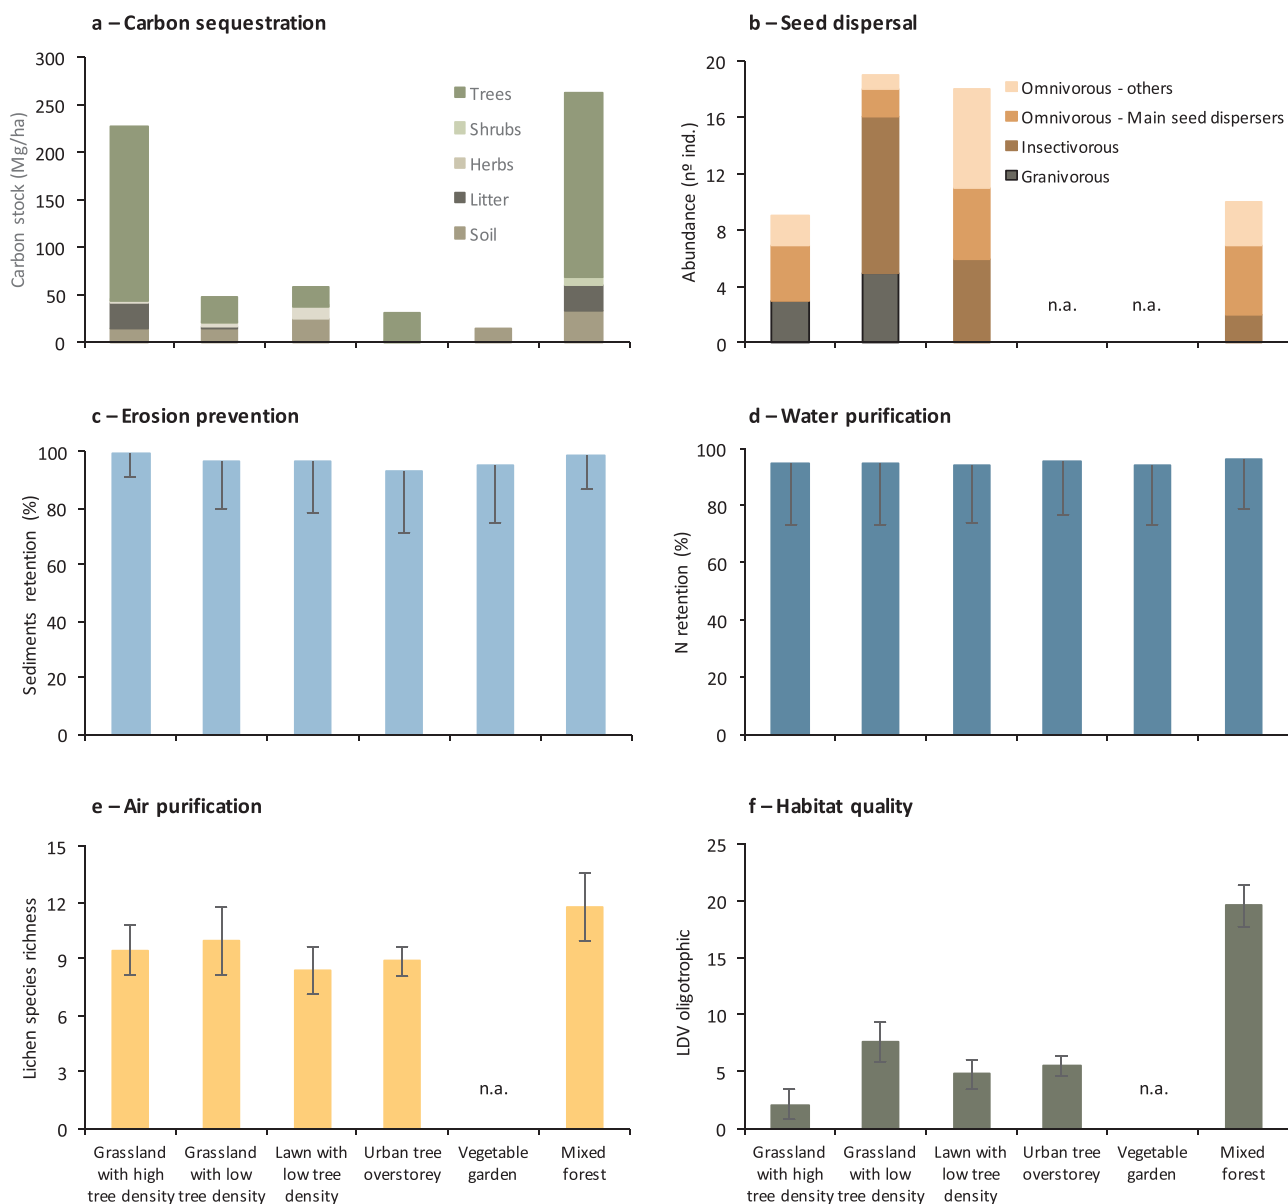 a – Carbon sequestration
Carbon stock (Mg/ha)
300
250
200
150
100
50
0
Trees
Shrubs
Herbs
Litter
Soil
b – Seed dispersal
Abundance (nº ind.)
20
16
12
8
4
0
Omnivorous - others
Omnivorous - Main seed dispersers
Insectivorous
Granivorous
n.a.
n.a.
c – Erosion prevention
Sediments retention (%)
100
80
60
40
20
0
d – Water purification
N retention (%)
100
80
60
40
20
0
e – Air purification
Lichen species richness
15
12
9
6
3
0
n.a.
Grassland
with high
tree density
Grassland
with low
tree density
Lawn with
low tree
density
Urban tree
overstorey
Vegetable
garden
Mixed
forest
f – Habitat quality
LDV oligotrophic
25
20
15
10
5
0
n.a.
Grassland
with high
tree density
Grassland
with low
tree density
Lawn with
low tree
density
Urban tree
overstorey
Vegetable
garden
Mixed
forest